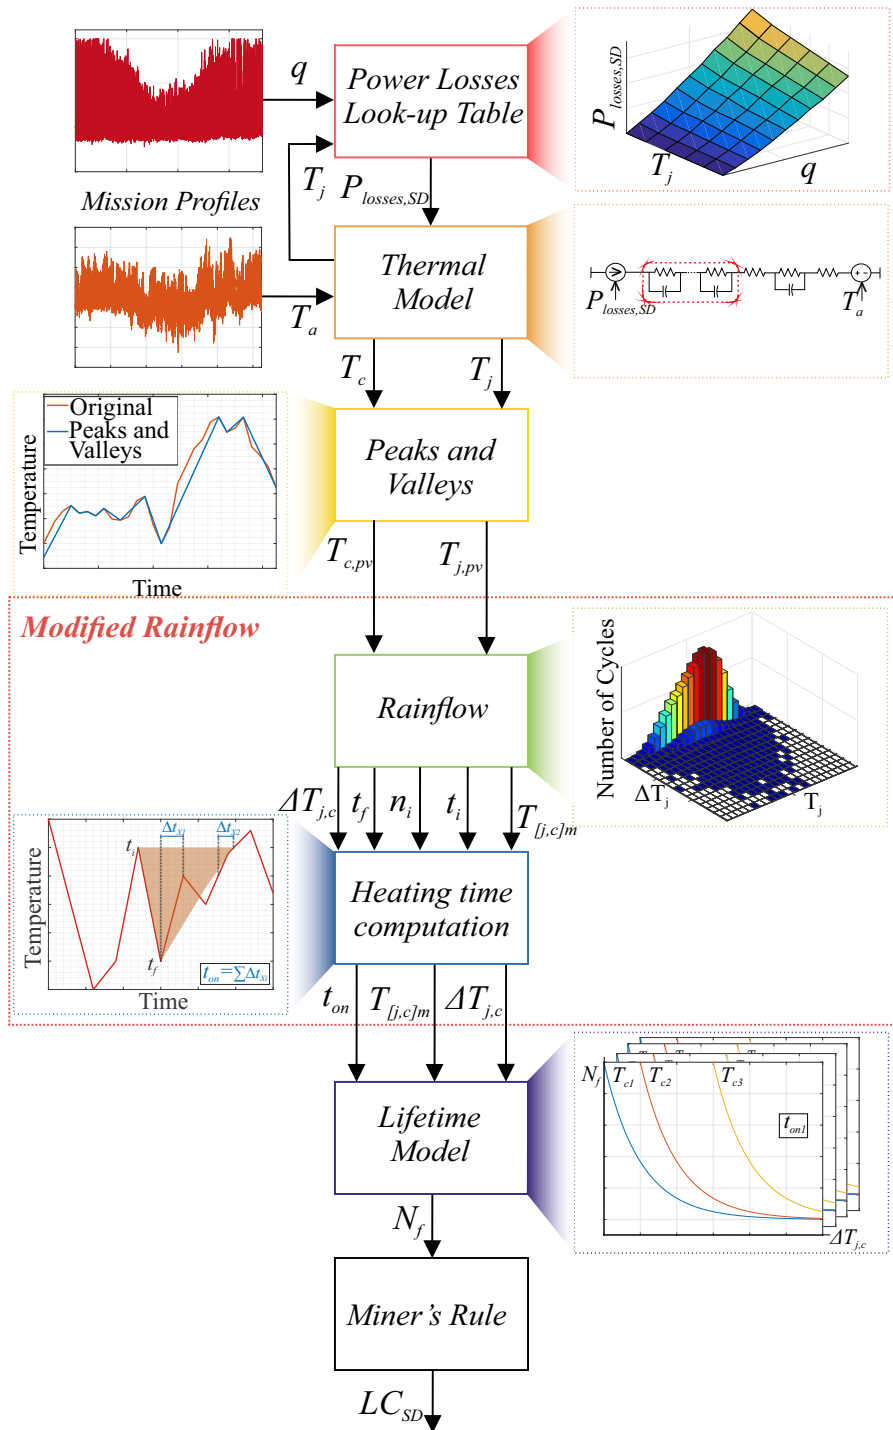 q
Power Losses
Look-up Table
P_losses,SD
T_j
q
T_j
P_losses,SD
Mission Profiles
Thermal
Model
T_a
P_losses,SD
T_a
T_c
T_j
Original
Peaks and
Valleys
Temperature
Time
Peaks and
Valleys
T_c,pv
T_j,pv
Modified Rainflow
Rainflow
Number of Cycles
ΔT_j
T_j
ΔT_j,c
t_f
n_i
t_i
T_[j,c]m
Δt_X1
Δt_X2
t_i
t_f
t_on=∑Δt_Xi
Temperature
Time
Heating time
computation
t_on
T_[j,c]m
ΔT_j,c
Lifetime
Model
N_f
T_c1
T_c2
T_c3
t_on1
ΔT_j,c
N_f
Miner's Rule
LC_SD